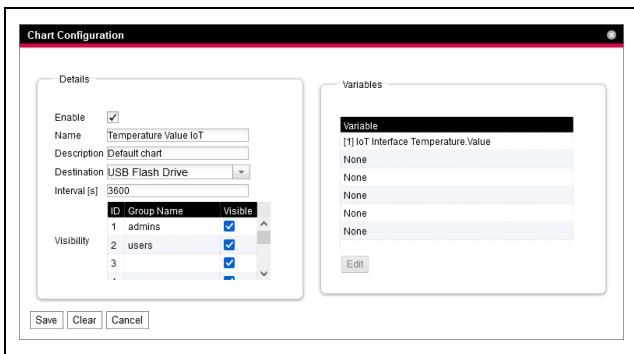 Chart Configuration
Details
Enable
Name Temperature Value IoT
Description Default chart
Destination USB Flash Drive
Interval [s] 3600
Visibility
ID Group Name Visible
1 admins
2 users
3
Variables
Variable
[1] IoT Interface Temperature.Value
None
None
None
None
None
Edit
Save Clear Cancel